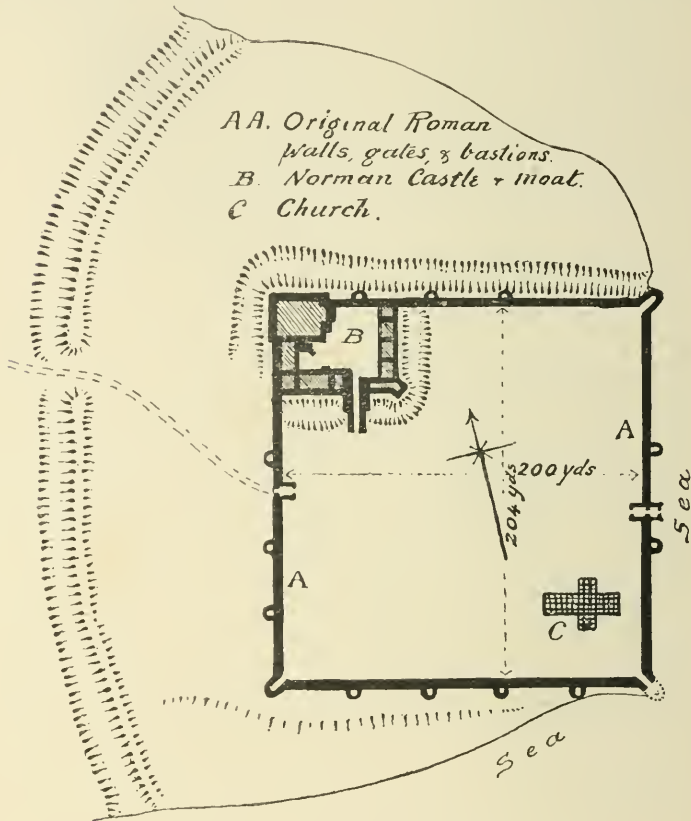 AA. Original Roman
Walls, gates, & bastions.
B. Norman Castle & moat.
C Church.
B
A
200 yds
204 yds
Sea
A
C
Sea